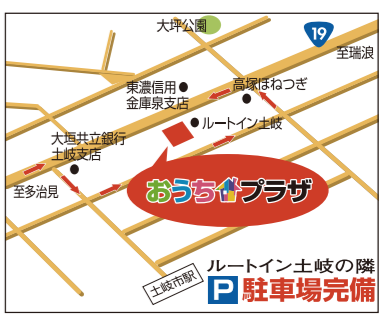 大坪公園
19
至瑞浪
東濃信用
金庫泉支店
高塚ほねつぎ
ルートイン土岐
大垣共立銀行
土岐支店
至多治見
おうちプラザ
土岐市駅
ルートイン土岐の隣
P 駐車場完備